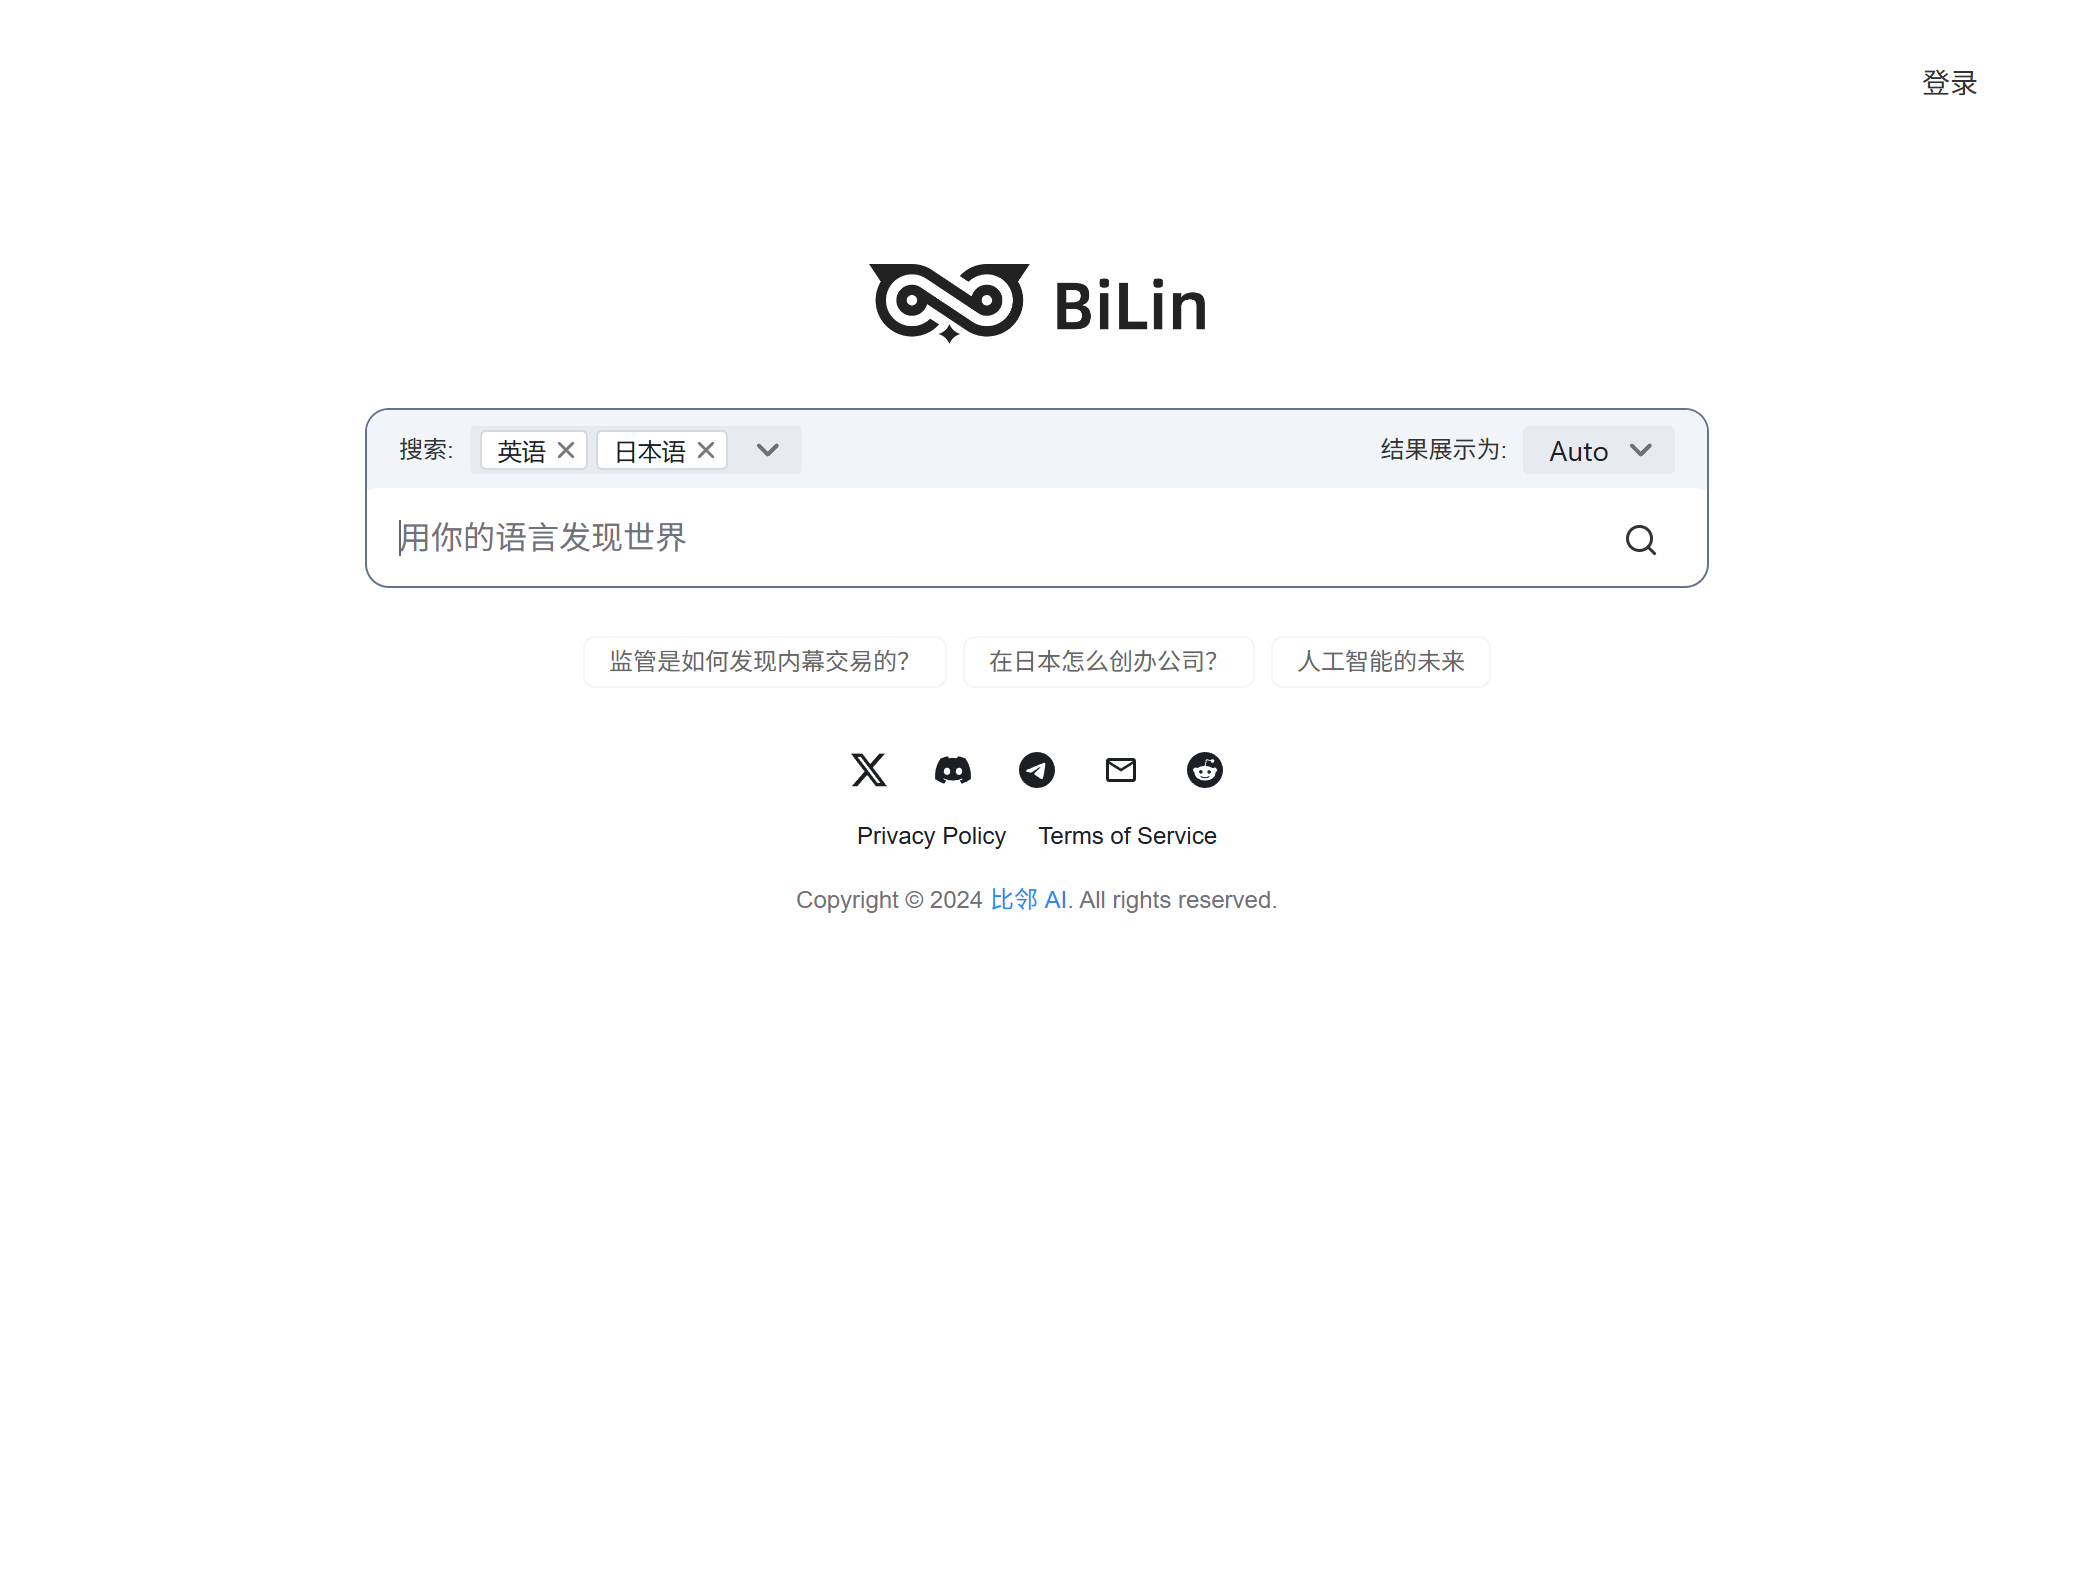 登录
BiLin
搜索: 英语 日本语 结果展示为: Auto
用你的语言发现世界
监管是如何发现内幕交易的? 在日本怎么创办公司? 人工智能的未来
Privacy Policy Terms of Service
Copyright © 2024 比邻 AI. All rights reserved.